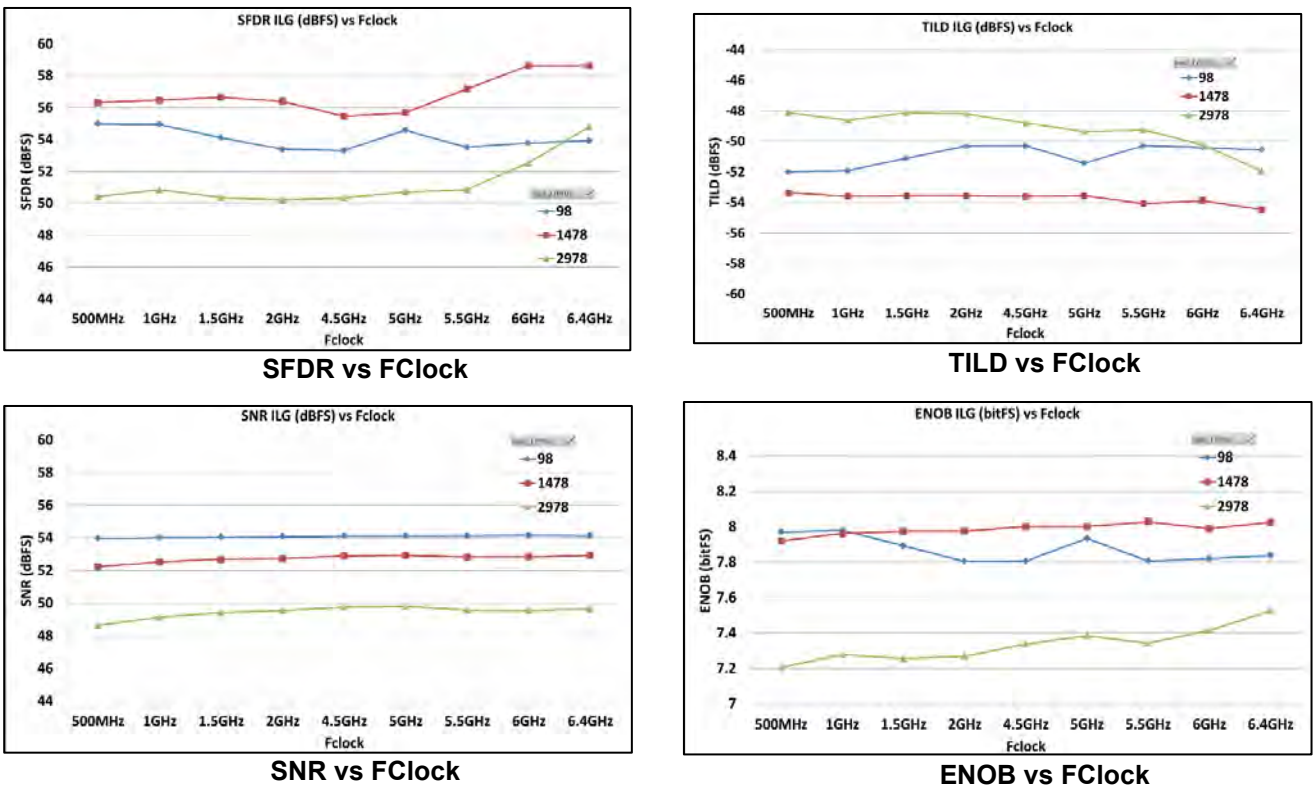 SFDR ILG (dBFS) vs Fclock
60
58
56
54
52
50
48
46
44
SFDR (dBFS)
98
1478
2978
500MHz 1GHz 1.5GHz 2GHz 4.5GHz 5GHz 5.5GHz 6GHz 6.4GHz
Fclock
SFDR vs FClock
TILD ILG (dBFS) vs Fclock
-44
-46
-48
-50
-52
-54
-56
-58
-60
TILD (dBFS)
98
1478
2978
500MHz 1GHz 1.5GHz 2GHz 4.5GHz 5GHz 5.5GHz 6GHz 6.4GHz
Fclock
TILD vs FClock
SNR ILG (dBFS) vs Fclock
60
58
56
54
52
50
48
46
44
SNR (dBFS)
98
1478
2978
500MHz 1GHz 1.5GHz 2GHz 4.5GHz 5GHz 5.5GHz 6GHz 6.4GHz
Fclock
SNR vs FClock
ENOB ILG (bitFS) vs Fclock
8.4
8.2
8
7.8
7.6
7.4
7.2
7
ENOB (bitFS)
98
1478
2978
500MHz 1GHz 1.5GHz 2GHz 4.5GHz 5GHz 5.5GHz 6GHz 6.4GHz
Fclock
ENOB vs FClock